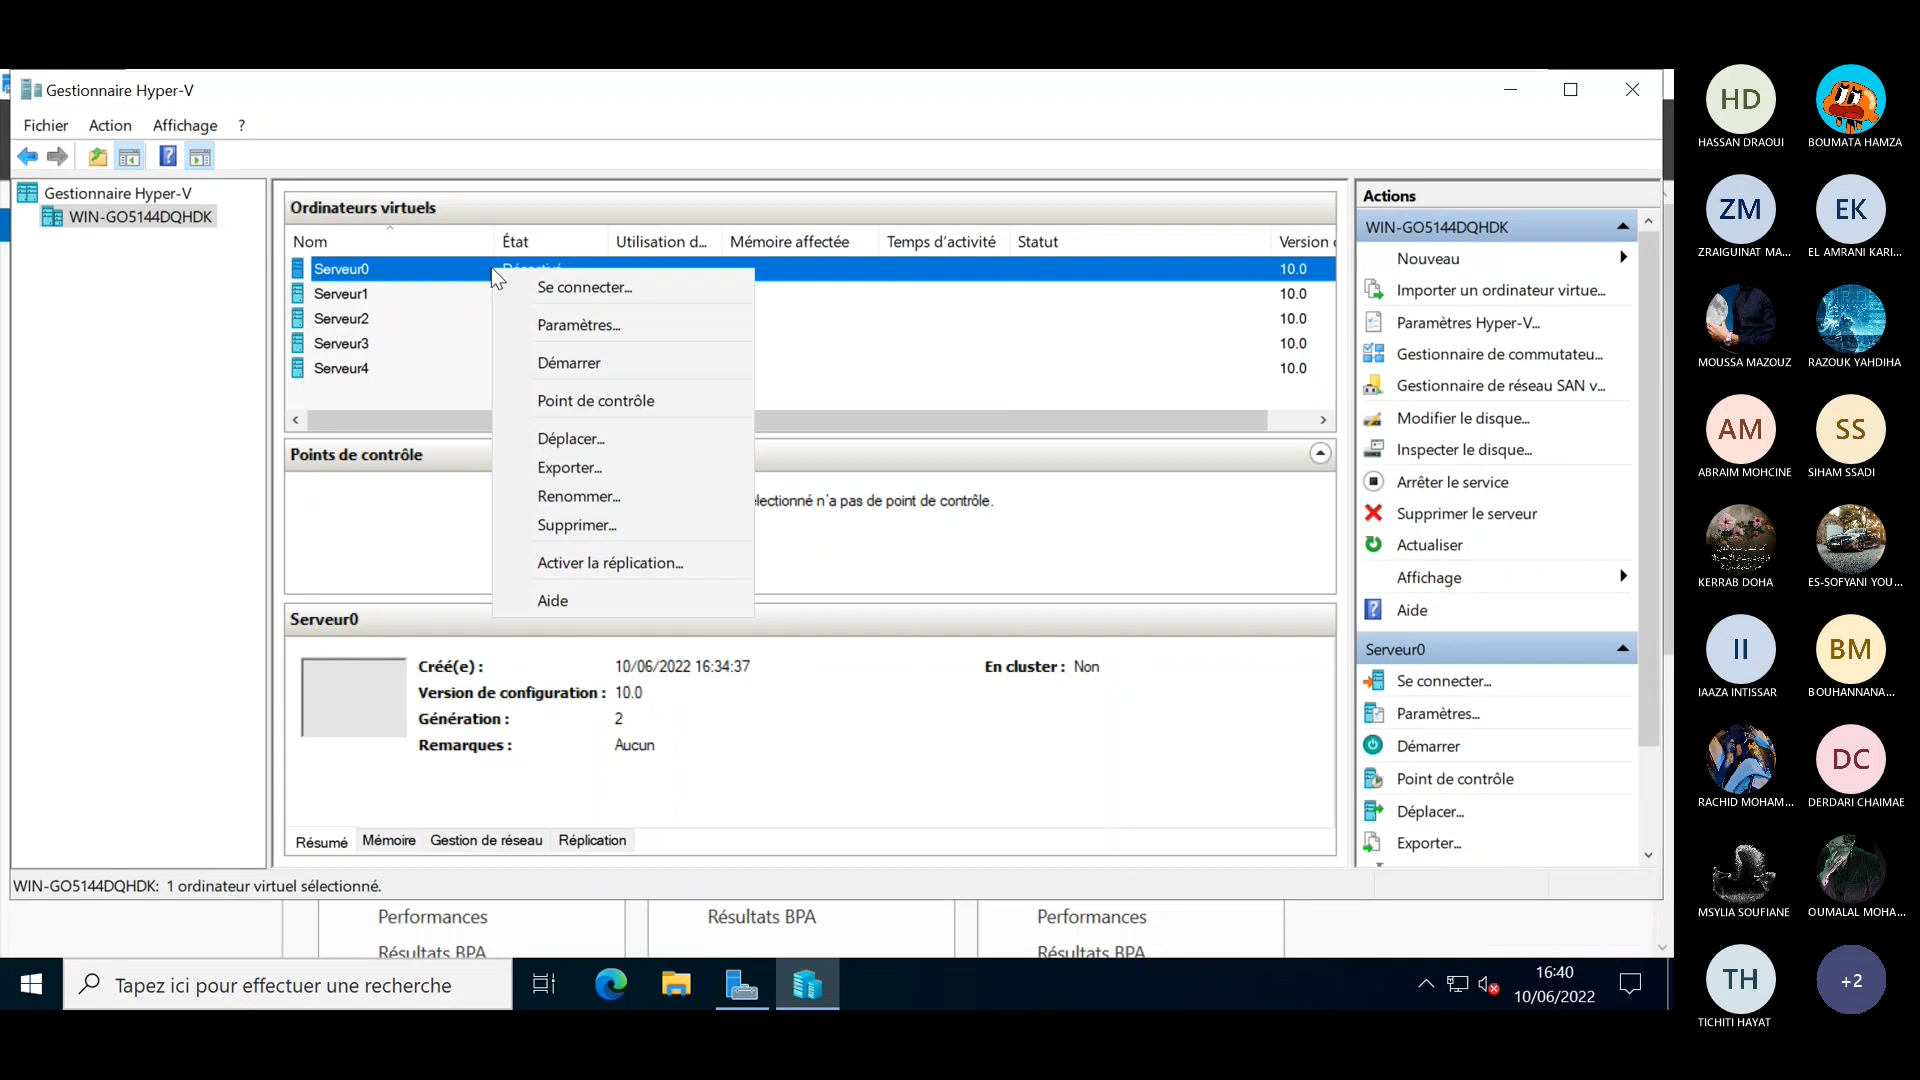 Gestionnaire Hyper-V
Fichier Action Affichage ?
Gestionnaire Hyper-V
WIN-GO5144DQHDK
Ordinateurs virtuels
Nom État Utilisation d... Mémoire affectée Temps d'activité Statut Version
Serveur0 10.0
Serveur1 10.0
Serveur2 10.0
Serveur3 10.0
Serveur4 10.0
Se connecter...
Paramètres...
Démarrer
Point de contrôle
Déplacer...
Exporter...
Renommer...
Supprimer...
Activer la réplication...
Aide
Points de contrôle
électionné n'a pas de point de contrôle.
Serveur0
Créé(e) : 10/06/2022 16:34:37 En cluster : Non
Version de configuration : 10.0
Génération : 2
Remarques : Aucun
Résumé Mémoire Gestion de réseau Réplication
Actions
WIN-GO5144DQHDK
Nouveau
Importer un ordinateur virtue...
Paramètres Hyper-V...
Gestionnaire de commutateu...
Gestionnaire de réseau SAN v...
Modifier le disque...
Inspecter le disque...
Arrêter le service
Supprimer le serveur
Actualiser
Affichage
Aide
Serveur0
Se connecter...
Paramètres...
Démarrer
Point de contrôle
Déplacer...
Exporter...
WIN-GO5144DQHDK: 1 ordinateur virtuel sélectionné.
Performances Résultats BPA Performances
Résultats BPA Résultats BPA
Tapez ici pour effectuer une recherche
16:40
10/06/2022
HD
HASSAN DRAOUI BOUMATA HAMZA
ZM EK
ZRAIGUINAT MA... EL AMRANI KARI...
MOUSSA MAZOUZ RAZOUK YAHDIHA
AM SS
ABRAIM MOHCINE SIHAM SSADI
KERRAB DOHA ES-SOFYANI YOU...
II BM
IAAZA INTISSAR BOUHANNANA...
DC
RACHID MOHAM... DERDARI CHAIMAE
MSYLIA SOUFIANE OUMALAL MOHA...
TH +2
TICHITI HAYAT